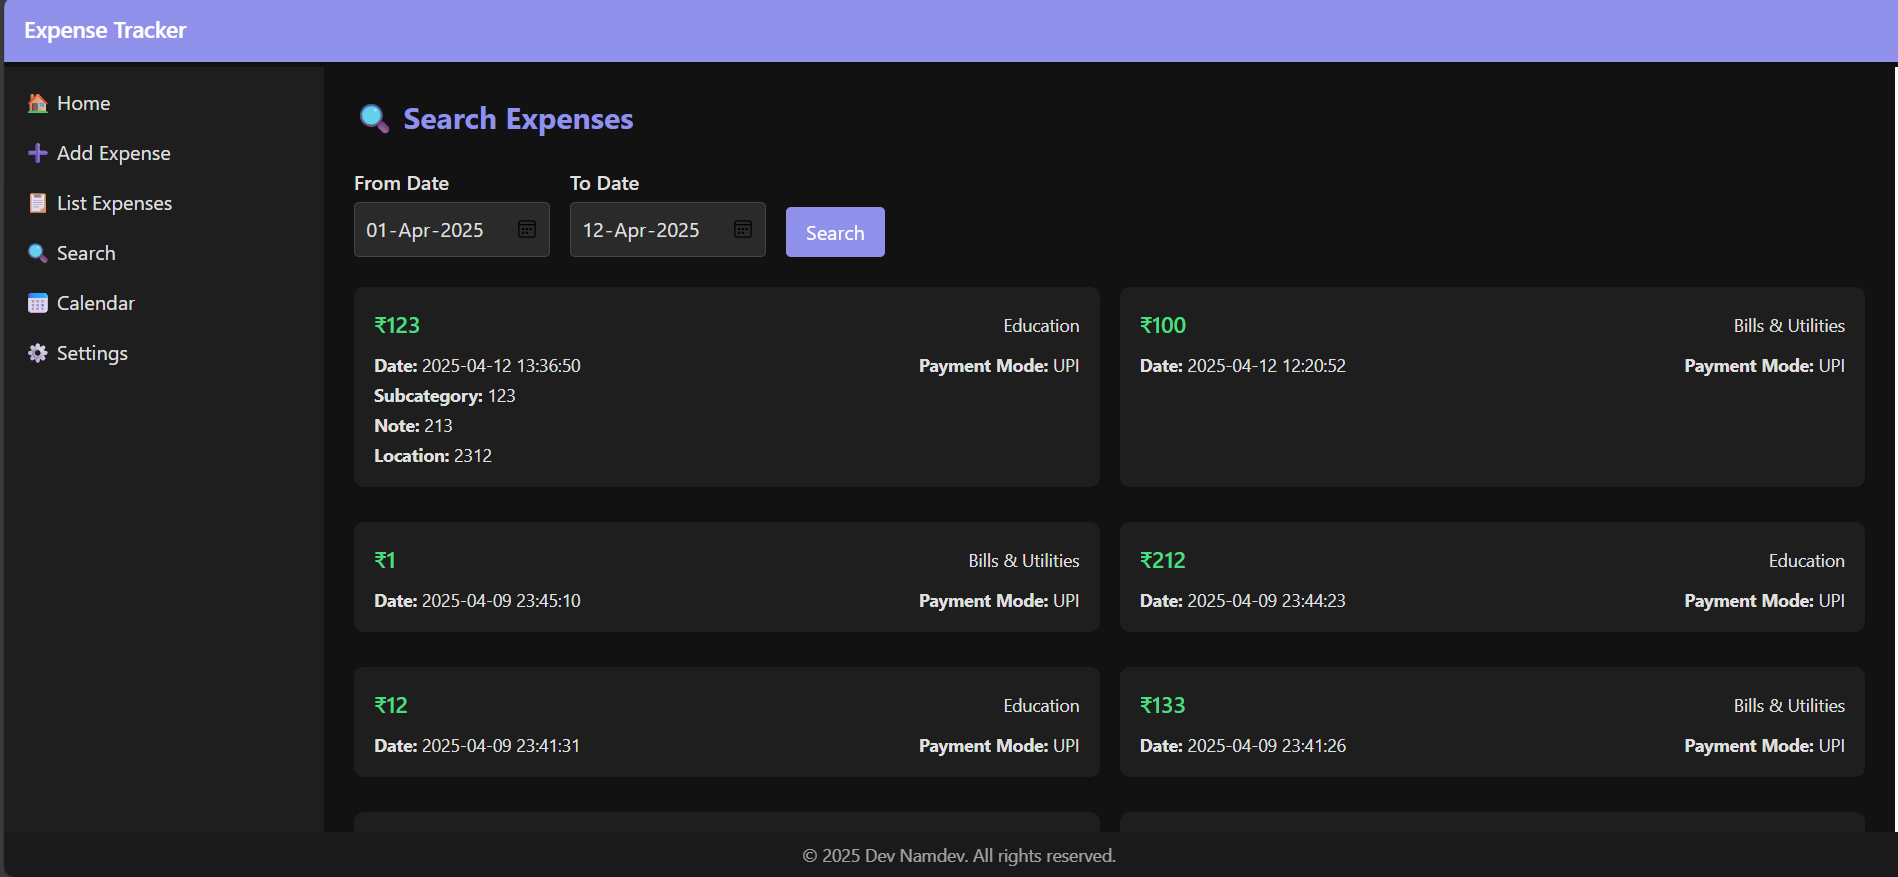 Expense Tracker
Home
Add Expense
List Expenses
Search
Calendar
Settings
Search Expenses
From Date
To Date
01-Apr-2025
12-Apr-2025
Search
₹123
Education
Date: 2025-04-12 13:36:50
Payment Mode: UPI
Subcategory: 123
Note: 213
Location: 2312
₹100
Bills & Utilities
Date: 2025-04-12 12:20:52
Payment Mode: UPI
₹1
Bills & Utilities
Date: 2025-04-09 23:45:10
Payment Mode: UPI
₹212
Education
Date: 2025-04-09 23:44:23
Payment Mode: UPI
₹12
Education
Date: 2025-04-09 23:41:31
Payment Mode: UPI
₹133
Bills & Utilities
Date: 2025-04-09 23:41:26
Payment Mode: UPI
© 2025 Dev Namdev. All rights reserved.